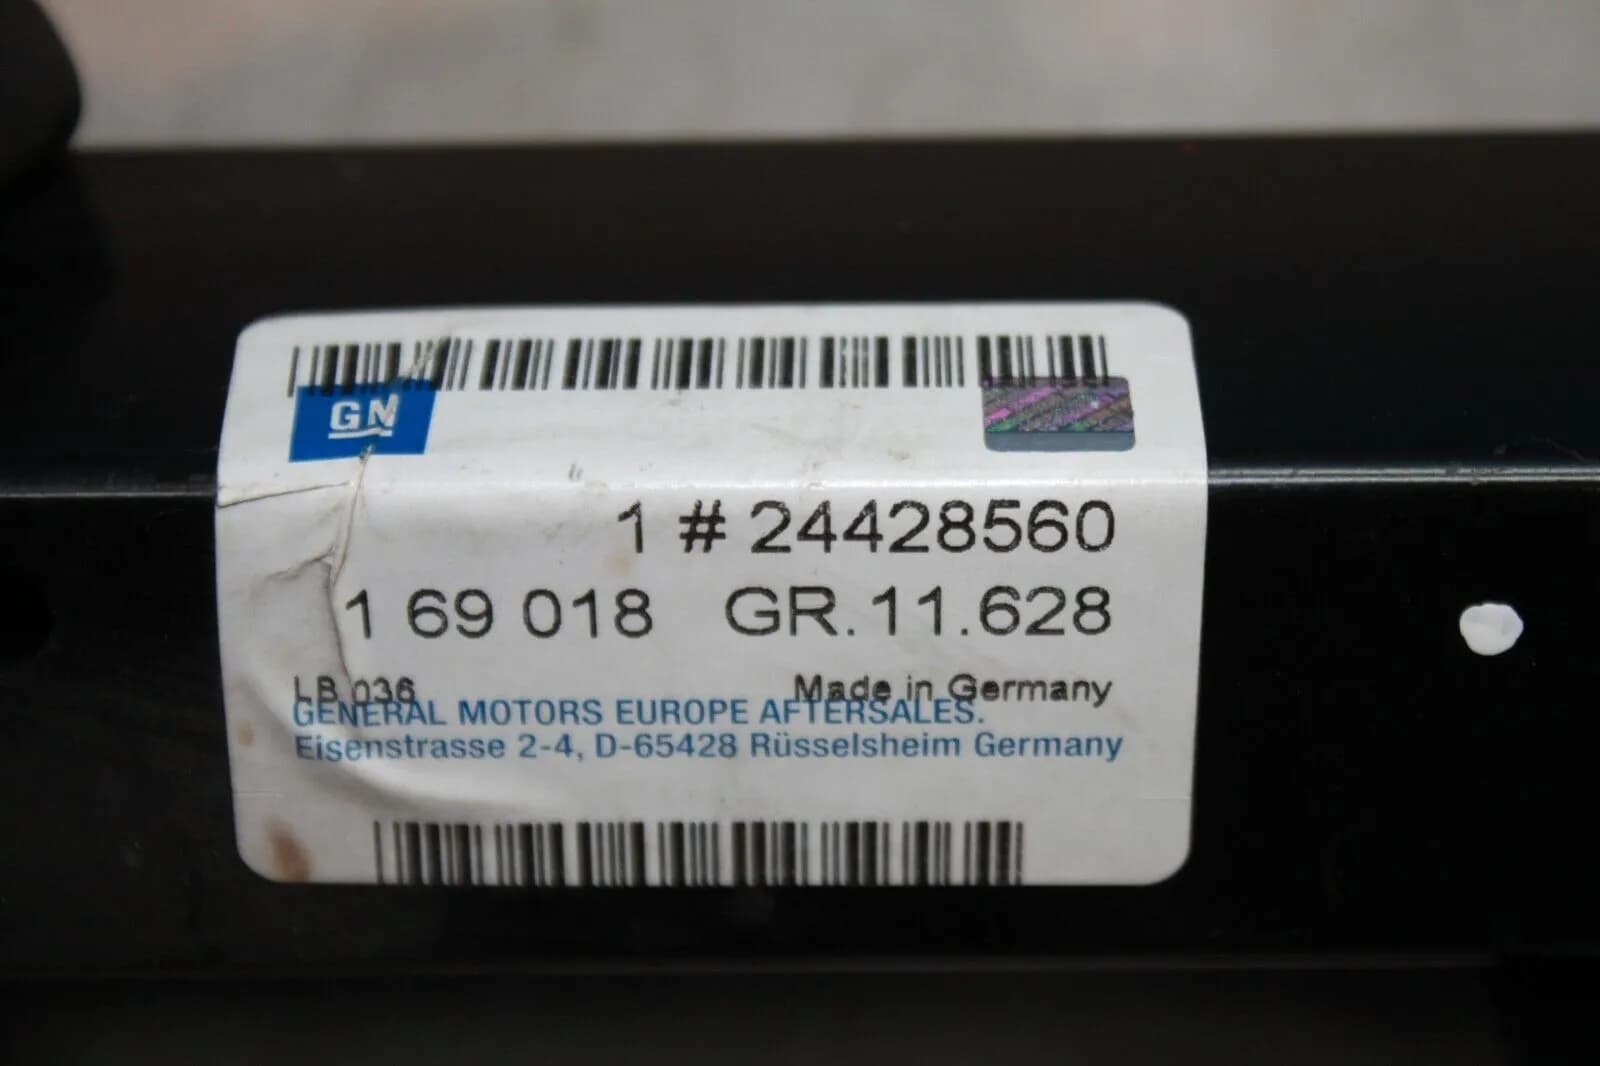 GM
1 # 24428560
1 69 018 GR. 11.628
LB 036 Made in Germany
GENERAL MOTORS EUROPE AFTERSALES.
Eisenstrasse 2-4, D-65428 Rüsselsheim Germany